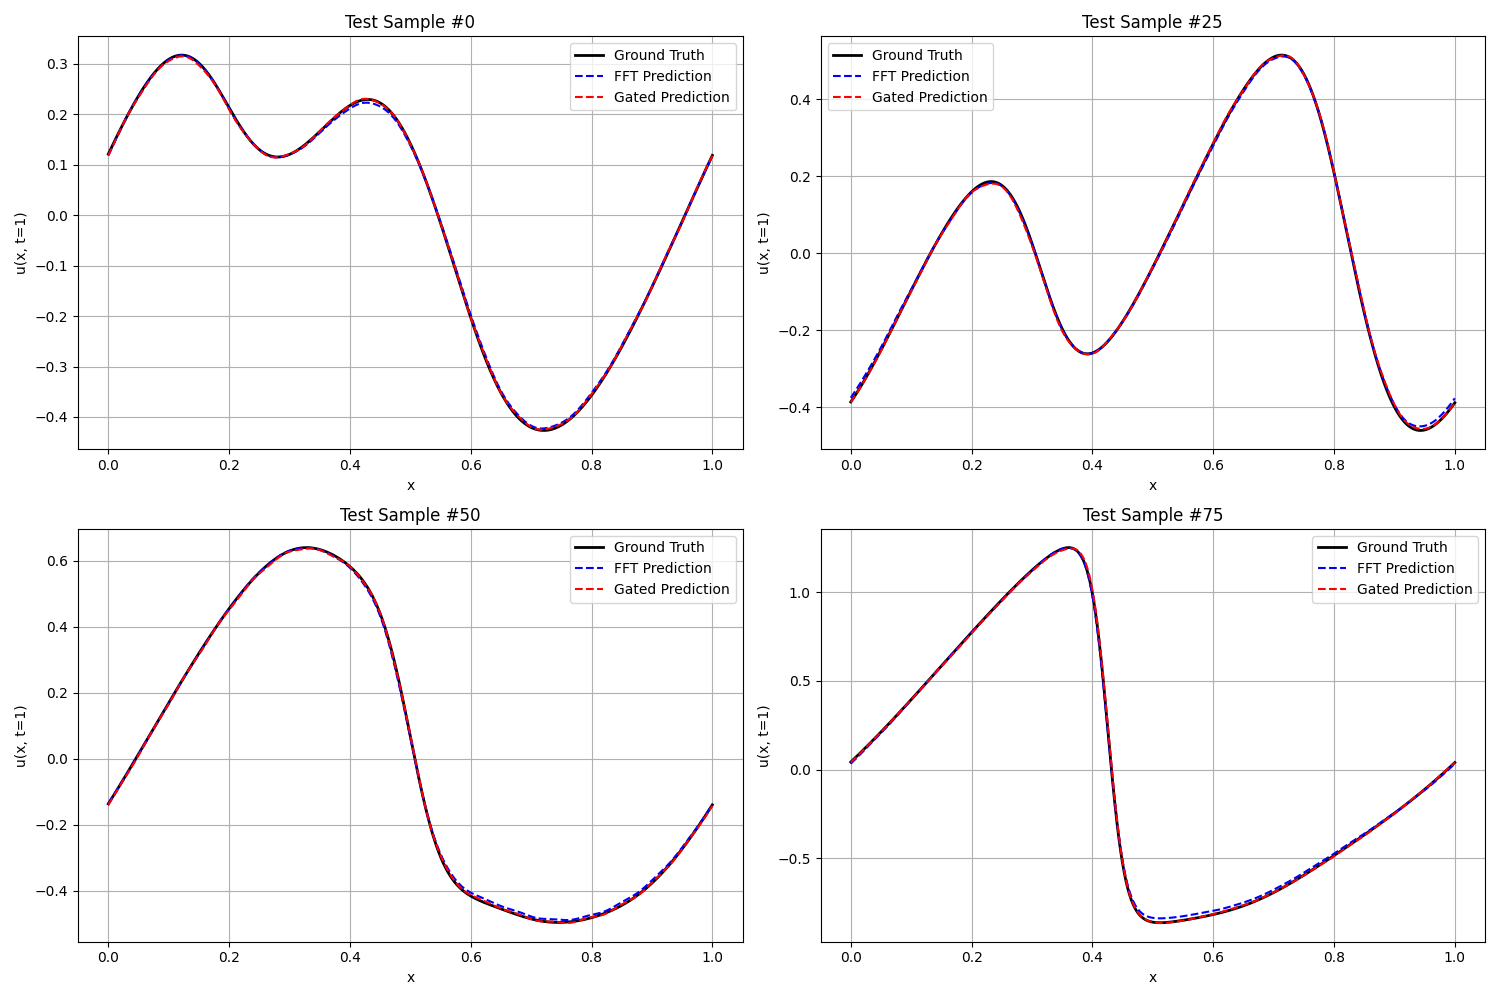 Test Sample #0
Ground Truth
FFT Prediction
Gated Prediction
u(x, t=1)
0.3
0.2
0.1
0.0
−0.1
−0.2
−0.3
−0.4
0.0 0.2 0.4 0.6 0.8 1.0
x
Test Sample #25
Ground Truth
FFT Prediction
Gated Prediction
u(x, t=1)
0.4
0.2
0.0
−0.2
−0.4
0.0 0.2 0.4 0.6 0.8 1.0
x
Test Sample #50
Ground Truth
FFT Prediction
Gated Prediction
u(x, t=1)
0.6
0.4
0.2
0.0
−0.2
−0.4
0.0 0.2 0.4 0.6 0.8 1.0
x
Test Sample #75
Ground Truth
FFT Prediction
Gated Prediction
u(x, t=1)
1.0
0.5
0.0
−0.5
0.0 0.2 0.4 0.6 0.8 1.0
x